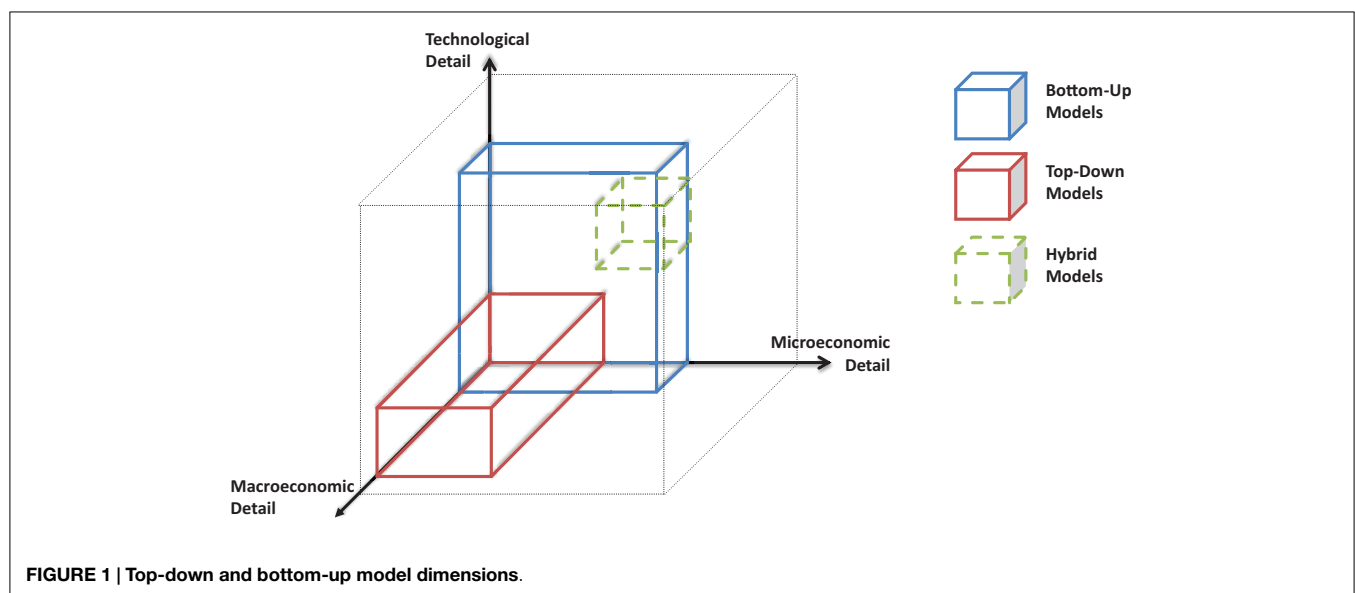 Technological
Detail
Bottom-Up
Models
Top-Down
Models
Hybrid
Models
Microeconomic
Detail
Macroeconomic
Detail
FIGURE 1 | Top-down and bottom-up model dimensions.